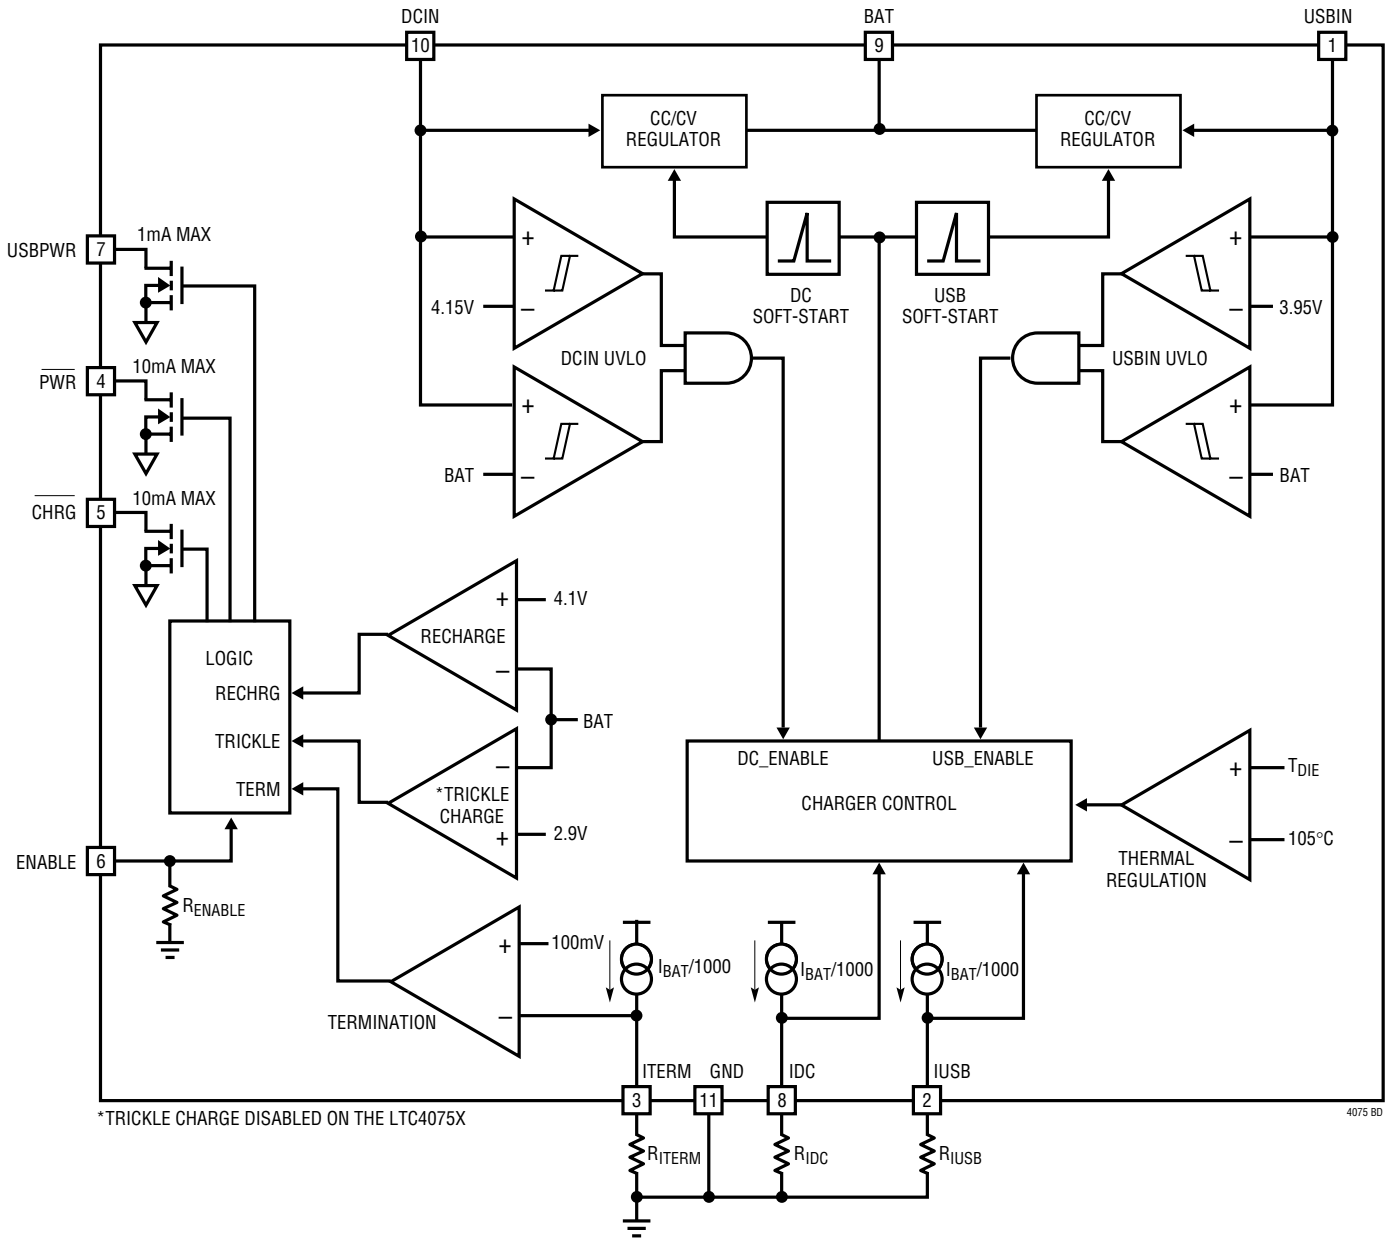 DCIN
BAT
USBIN
10
9
1
CC/CV
REGULATOR
CC/CV
REGULATOR
1mA MAX
USBPWR
7
+
+
4.15V
–
DC
SOFT-START
USB
SOFT-START
–
3.95V
DCIN UVLO
USBIN UVLO
10mA MAX
PWR
4
+
+
BAT
–
–
BAT
10mA MAX
CHRG
5
+
4.1V
RECHARGE
–
LOGIC
RECHRG
TRICKLE
TERM
BAT
–
*TRICKLE
CHARGE
+
2.9V
DC_ENABLE
USB_ENABLE
CHARGER CONTROL
+
TDIE
–
105°C
THERMAL
REGULATION
ENABLE
6
RENABLE
+
100mV
–
TERMINATION
IBAT/1000
IBAT/1000
IBAT/1000
ITERM
GND
IDC
IUSB
3
11
8
2
*TRICKLE CHARGE DISABLED ON THE LTC4075X
4075 BD
RITERM
RIDC
RIUSB